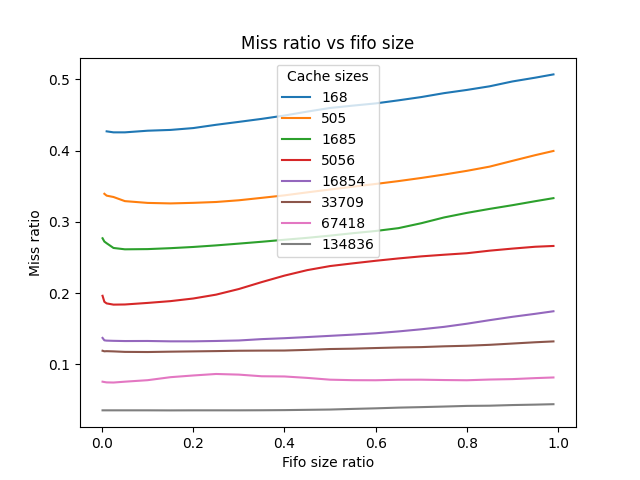 Miss ratio vs fifo size
Cache sizes
168
505
1685
5056
16854
33709
67418
134836
0.5
0.4
0.3
0.2
0.1
Miss ratio
0.0 0.2 0.4 0.6 0.8 1.0
Fifo size ratio